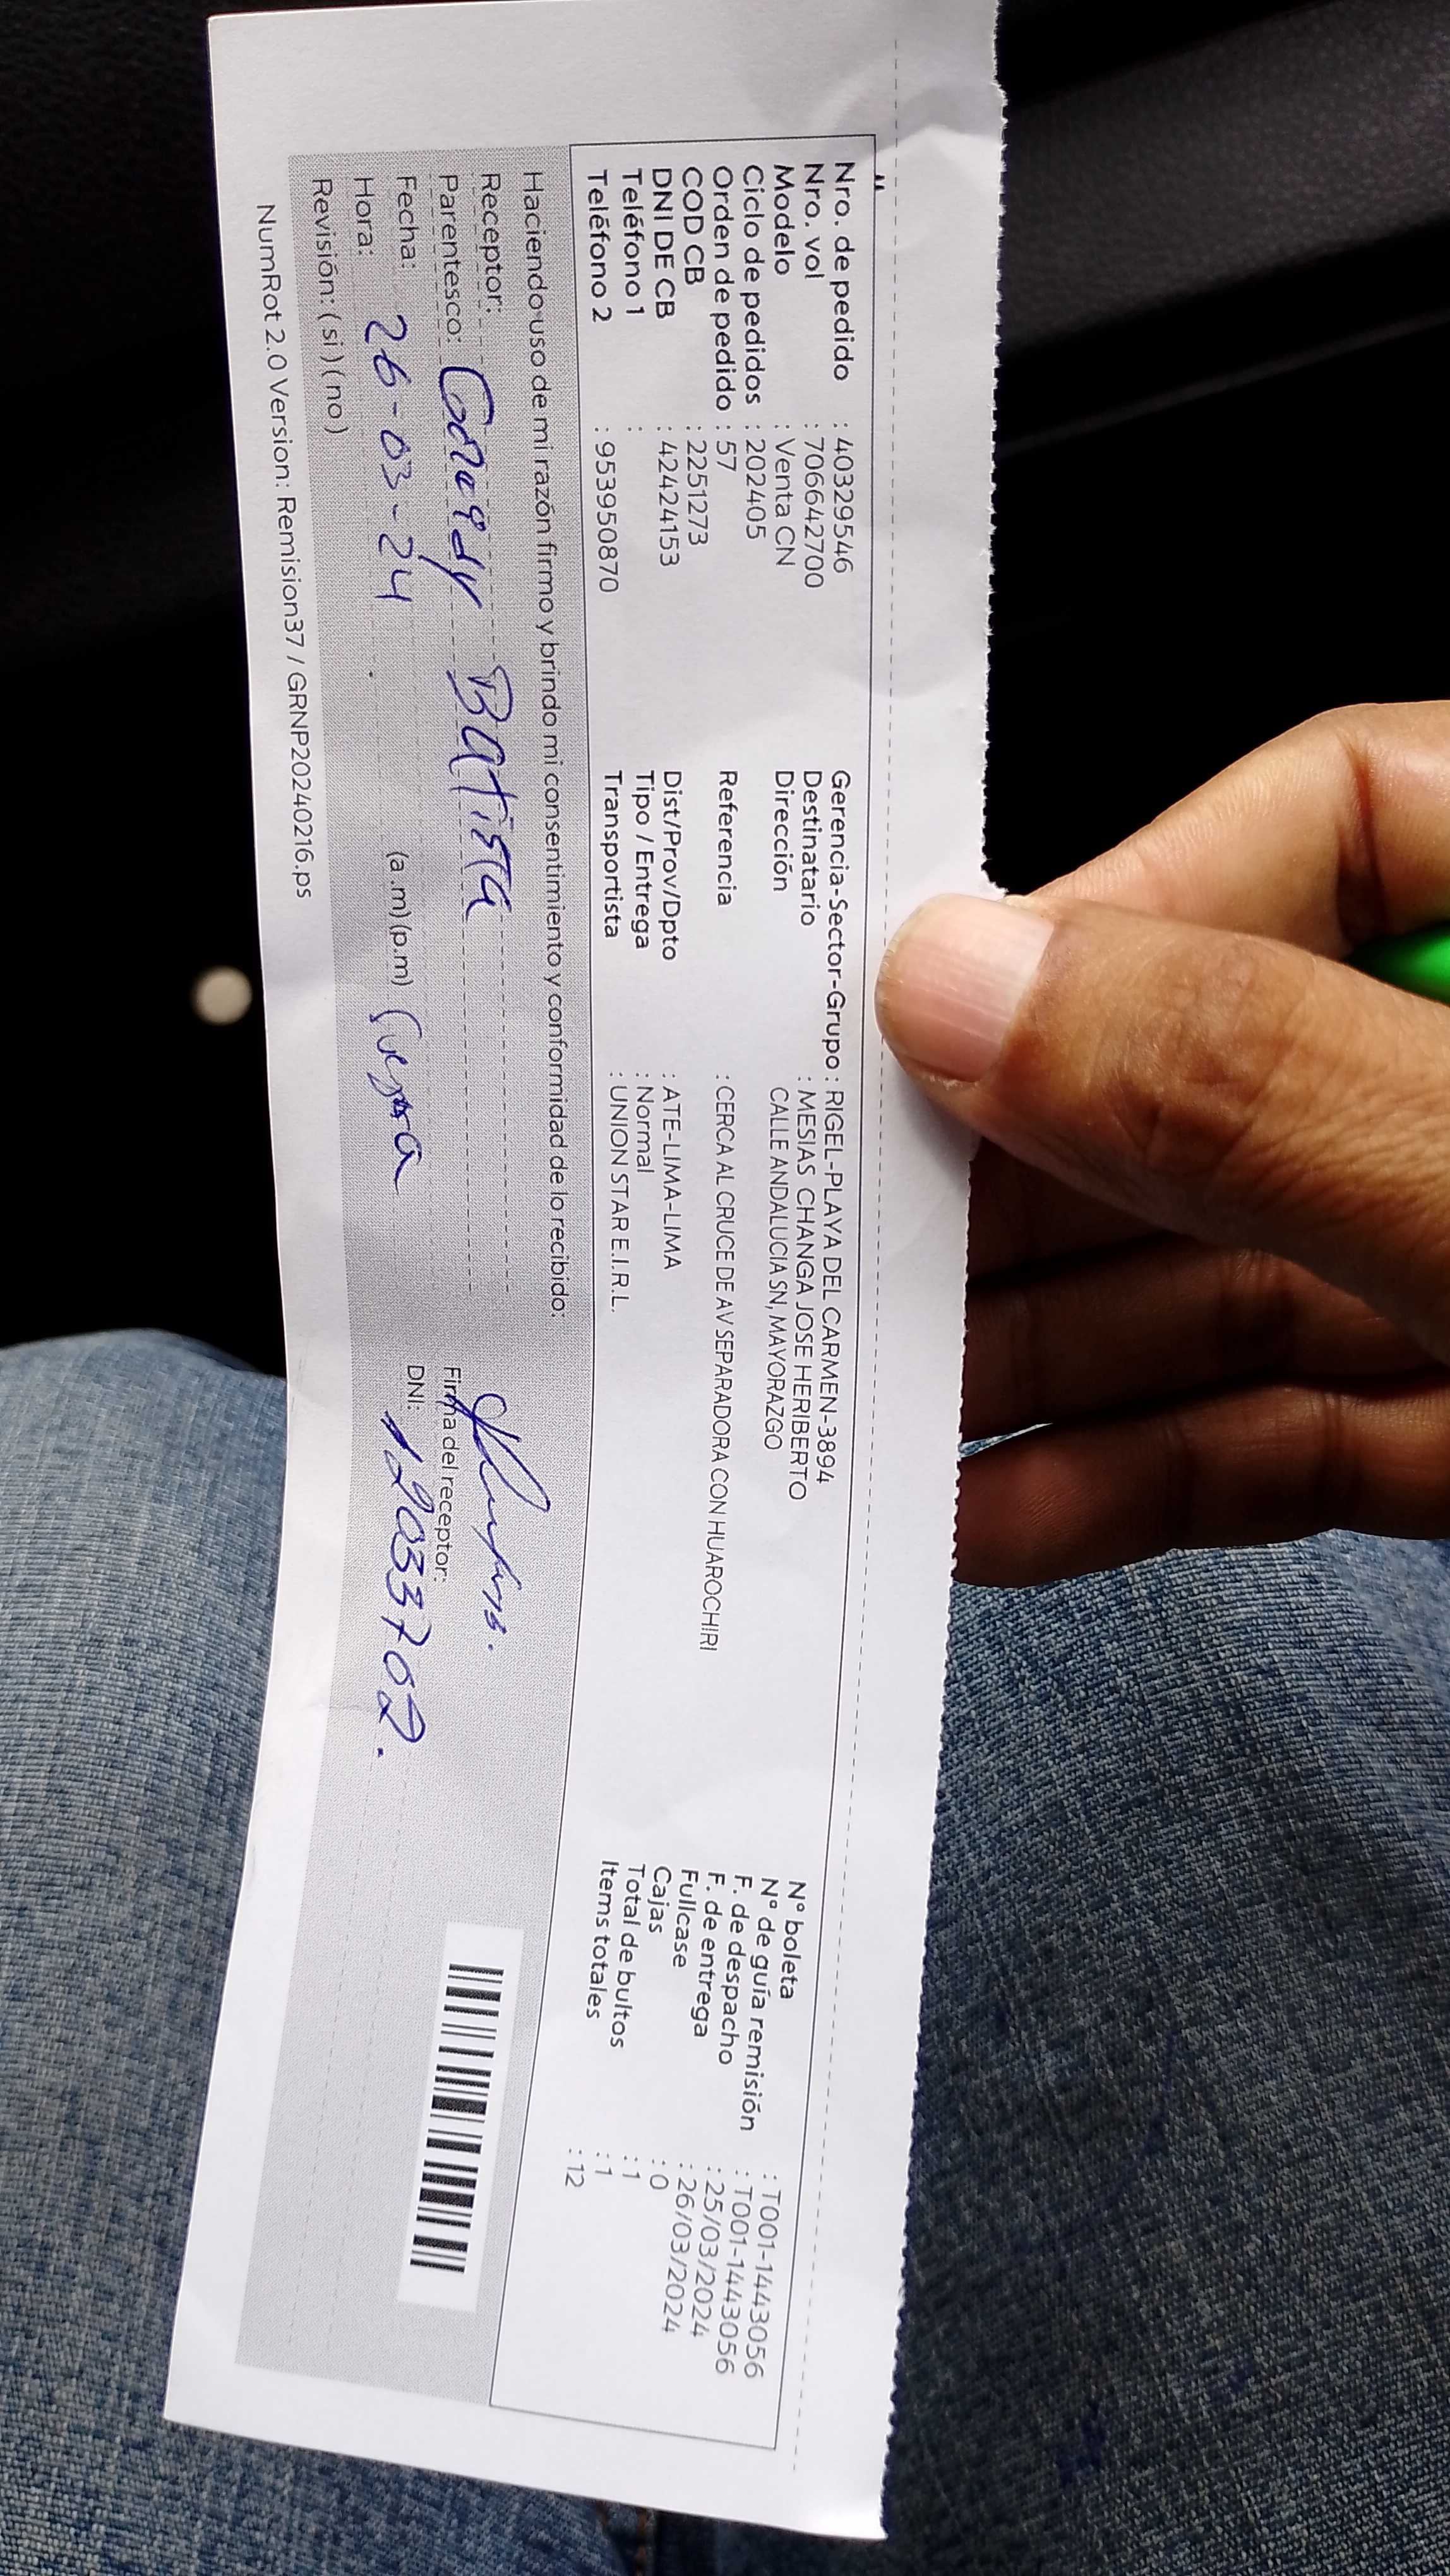 Nro. de pedido : 40329546
Nro. vol : 706642700
Modelo : Venta CN
Ciclo de pedidos : 202405
Orden de pedido : 57
COD CB : 2251273
DNI DE CB : 42424153
Teléfono 1 :
Teléfono 2 : 953950870
Gerencia-Sector-Grupo : RIGEL-PLAYA DEL CARMEN-3894
Destinatario : MESIAS CHANGA JOSE HERIBERTO
Dirección CALLE ANDALUCIA SN, MAYORAZGO
Referencia : CERCA AL CRUCE DE AV SEPARADORA CON HUAROCHIRI
Dist/Prov/Dpto : ATE-LIMA-LIMA
Tipo / Entrega : Normal
Transportista : UNION STAR E.I.R.L.
N° boleta : T001-1443056
N° de guía remisión : T001-1443056
F. de despacho : 25/03/2024
F. de entrega : 26/03/2024
Fullcase : 0
Cajas : 1
Total de bultos : 1
Items totales : 12
Haciendo uso de mi razón firmo y brindo mi consentimiento y conformidad de lo recibido:
Receptor:
Parentesco: Batista
Fecha: 26-03-24
Hora: (a.m)(p.m)
Revisión: (si)(no)
Firma del receptor:
DNI: 12033702.
NumRot 2.0 Version: Remision37 / GRNP20240216.ps